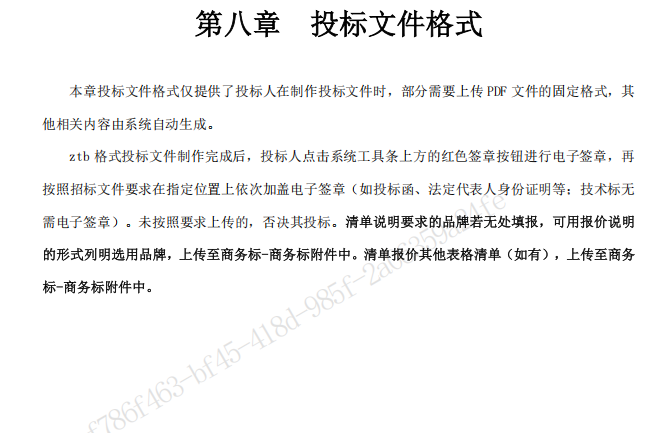 第八章 投标文件格式
本章投标文件格式仅提供了投标人在制作投标文件时，部分需要上传 PDF 文件的固定格式，其
他相关内容由系统自动生成。
ztb 格式投标文件制作完成后，投标人点击系统工具条上方的红色签章按钮进行电子签章，再
按照招标文件要求在指定位置上依次加盖电子签章（如投标函、法定代表人身份证明等；技术标无
需电子签章）。未按照要求上传的，否决其投标。清单说明要求的品牌若无处填报，可用报价说明
的形式列明选用品牌，上传至商务标-商务标附件中。清单报价其他表格清单（如有），上传至商务
标-商务标附件中。